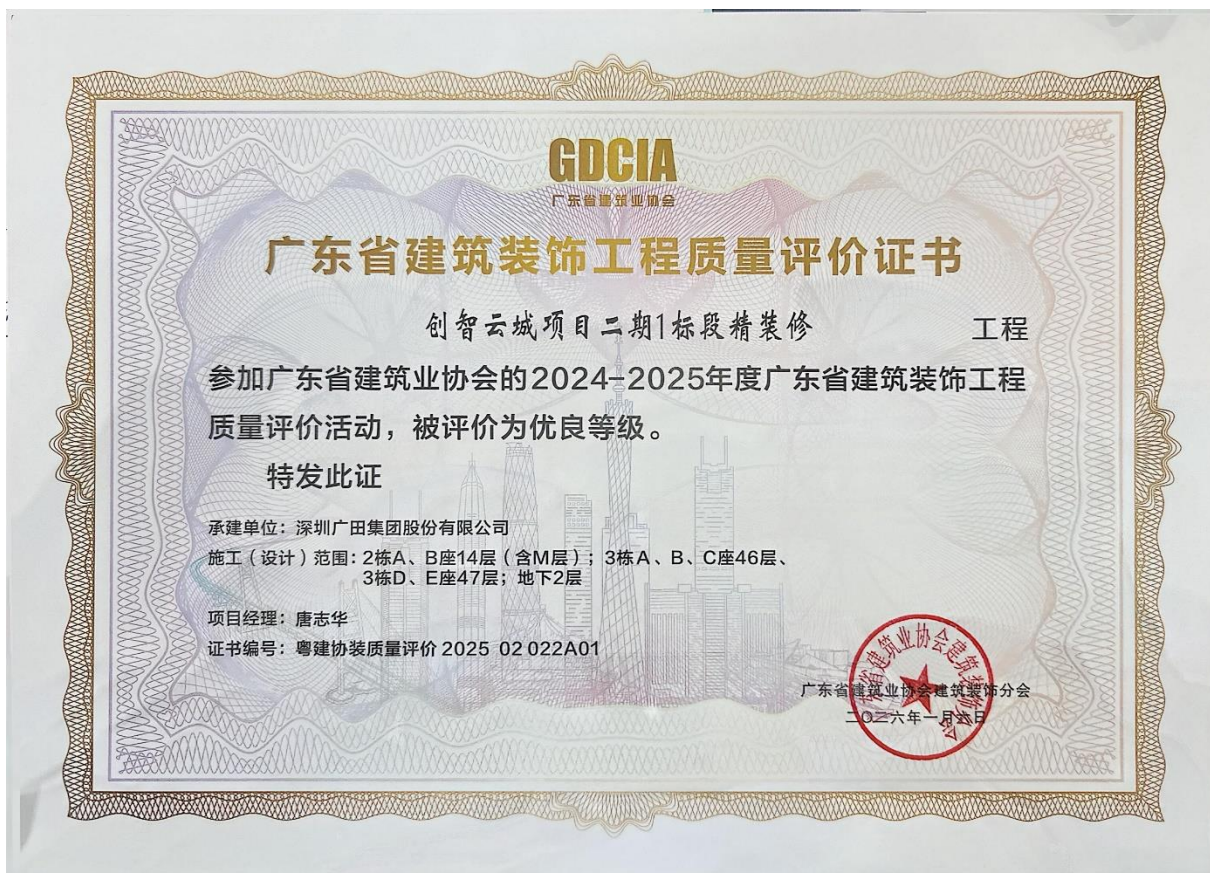 GDCIA
广东省建筑业协会
广东省建筑装饰工程质量评价证书
创智云城项目二期1标段精装修 工程
参加广东省建筑业协会的2024-2025年度广东省建筑装饰工程
质量评价活动，被评价为优良等级。
特发此证
承建单位：深圳广田集团股份有限公司
施工（设计）范围：2栋A、B座14层（含M层）；3栋A、B、C座46层、
3栋D、E座47层；地下2层
项目经理：唐志华
证书编号：粤建协装质量评价 2025 02 022A01
广东省建筑业协会建筑装饰分会
二〇二六年一月六日